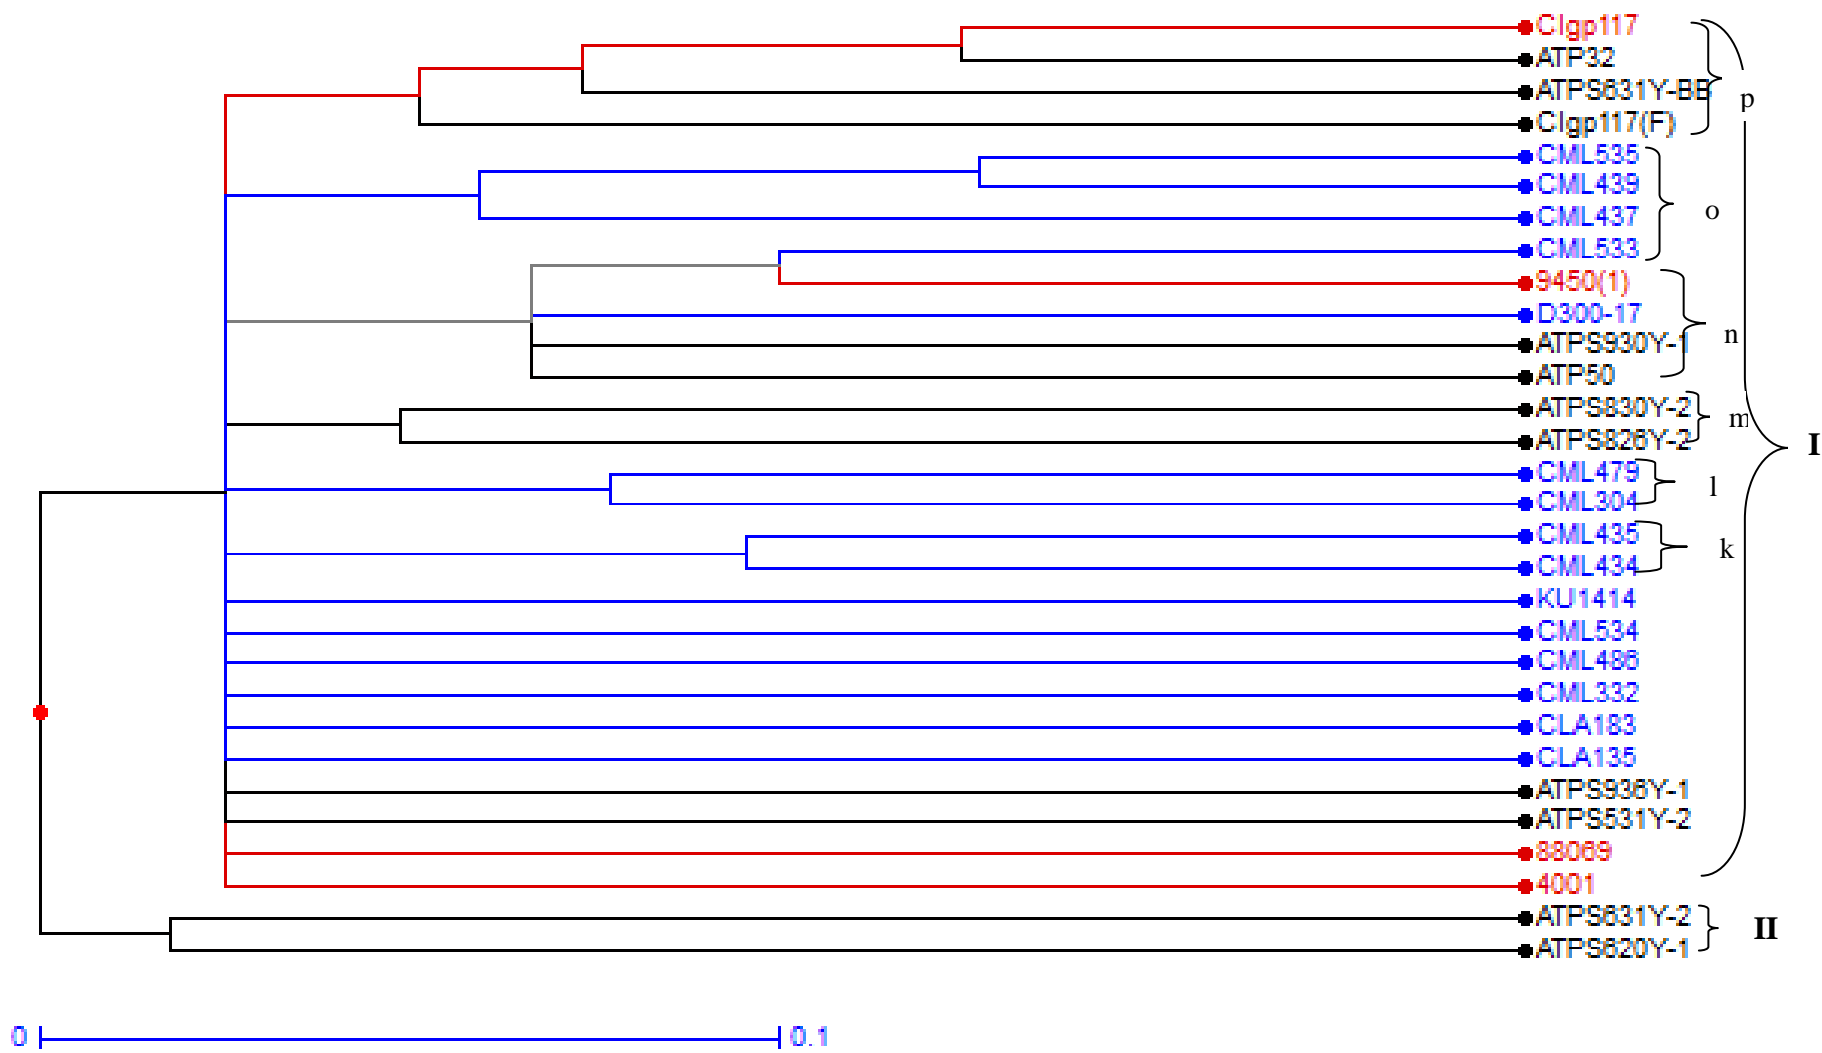 CIgp117
ATP32
ATPS631Y-BB
p
CIgp117(F)
CML535
CML439
o
CML437
CML533
9450(1)
D300-17
n
ATPS930Y-1
ATP50
ATPS830Y-2
m
ATPS826Y-2
I
CML479
l
CML304
CML435
k
CML434
KU1414
CML534
CML486
CML332
CLA183
CLA135
ATPS936Y-1
ATPS531Y-2
88069
4001
ATPS631Y-2
II
ATPS620Y-1
0 0.1